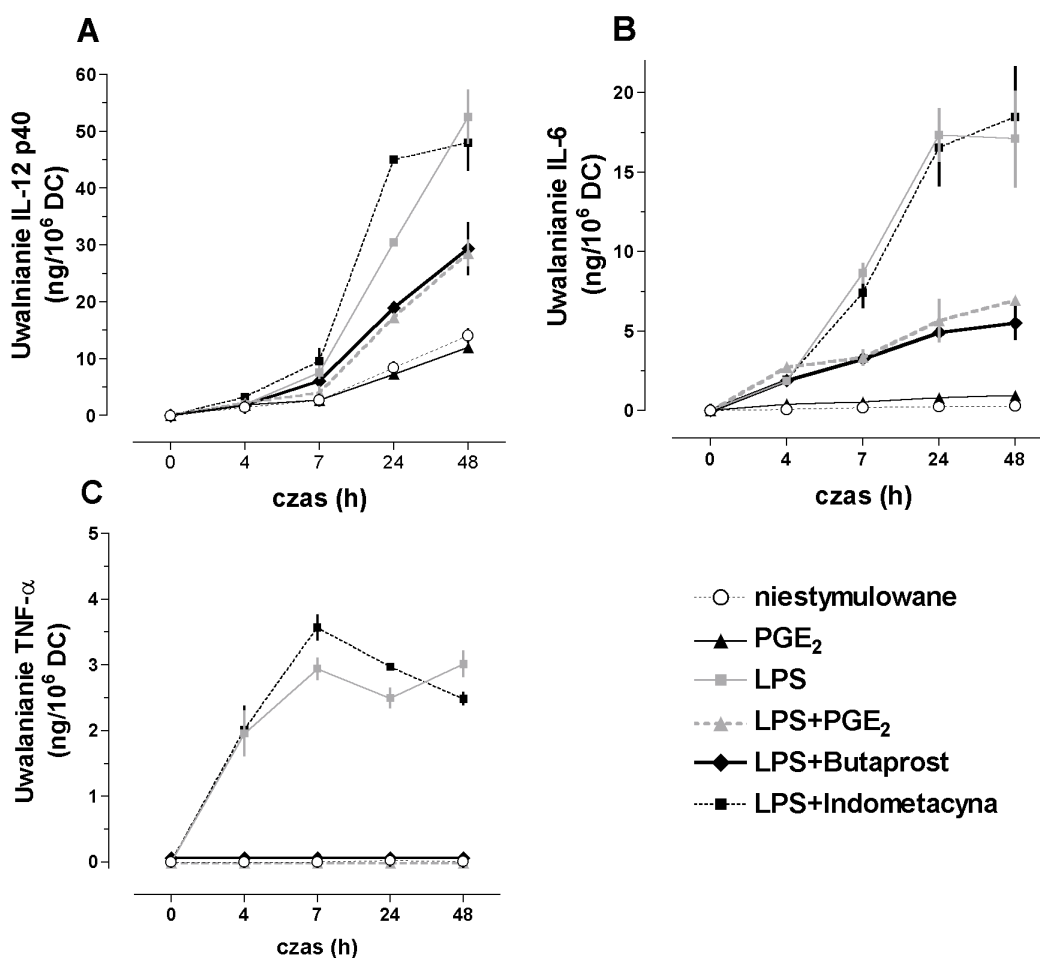 A
Uwalnianie IL-12 p40
(ng/10⁶ DC)
60
50
40
30
20
10
0
0 4 7 24 48
czas (h)
B
Uwalanianie IL-6
(ng/10⁶ DC)
20
15
10
5
0
0 4 7 24 48
czas (h)
C
Uwalanianie TNF-α
(ng/10⁶ DC)
5
4
3
2
1
0
0 4 7 24 48
czas (h)
niestymulowane
PGE₂
LPS
LPS+PGE₂
LPS+Butaprost
LPS+Indometacyna